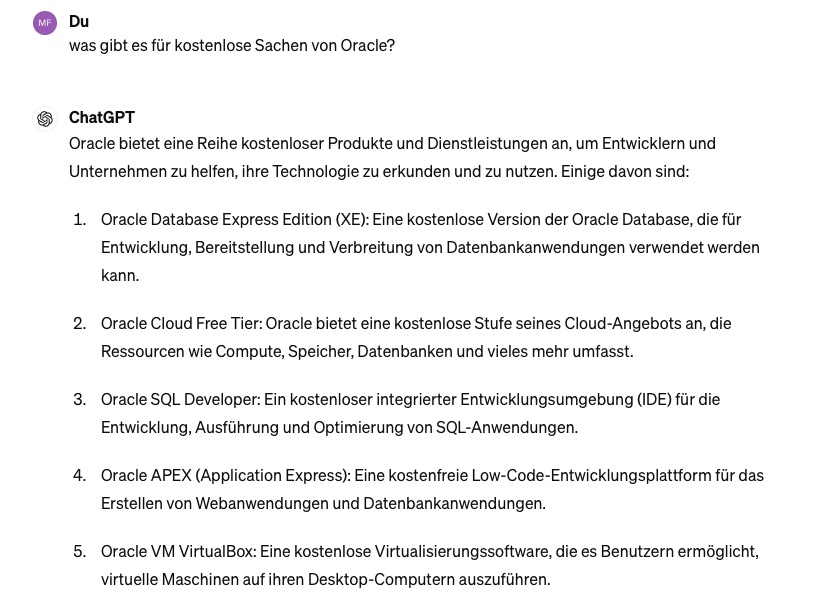 MF Du
was gibt es für kostenlose Sachen von Oracle?
ChatGPT
Oracle bietet eine Reihe kostenloser Produkte und Dienstleistungen an, um Entwicklern und
Unternehmen zu helfen, ihre Technologie zu erkunden und zu nutzen. Einige davon sind:
1. Oracle Database Express Edition (XE): Eine kostenlose Version der Oracle Database, die für
Entwicklung, Bereitstellung und Verbreitung von Datenbankanwendungen verwendet werden
kann.
2. Oracle Cloud Free Tier: Oracle bietet eine kostenlose Stufe seines Cloud-Angebots an, die
Ressourcen wie Compute, Speicher, Datenbanken und vieles mehr umfasst.
3. Oracle SQL Developer: Ein kostenloser integrierter Entwicklungsumgebung (IDE) für die
Entwicklung, Ausführung und Optimierung von SQL-Anwendungen.
4. Oracle APEX (Application Express): Eine kostenfreie Low-Code-Entwicklungsplattform für das
Erstellen von Webanwendungen und Datenbankanwendungen.
5. Oracle VM VirtualBox: Eine kostenlose Virtualisierungssoftware, die es Benutzern ermöglicht,
virtuelle Maschinen auf ihren Desktop-Computern auszuführen.